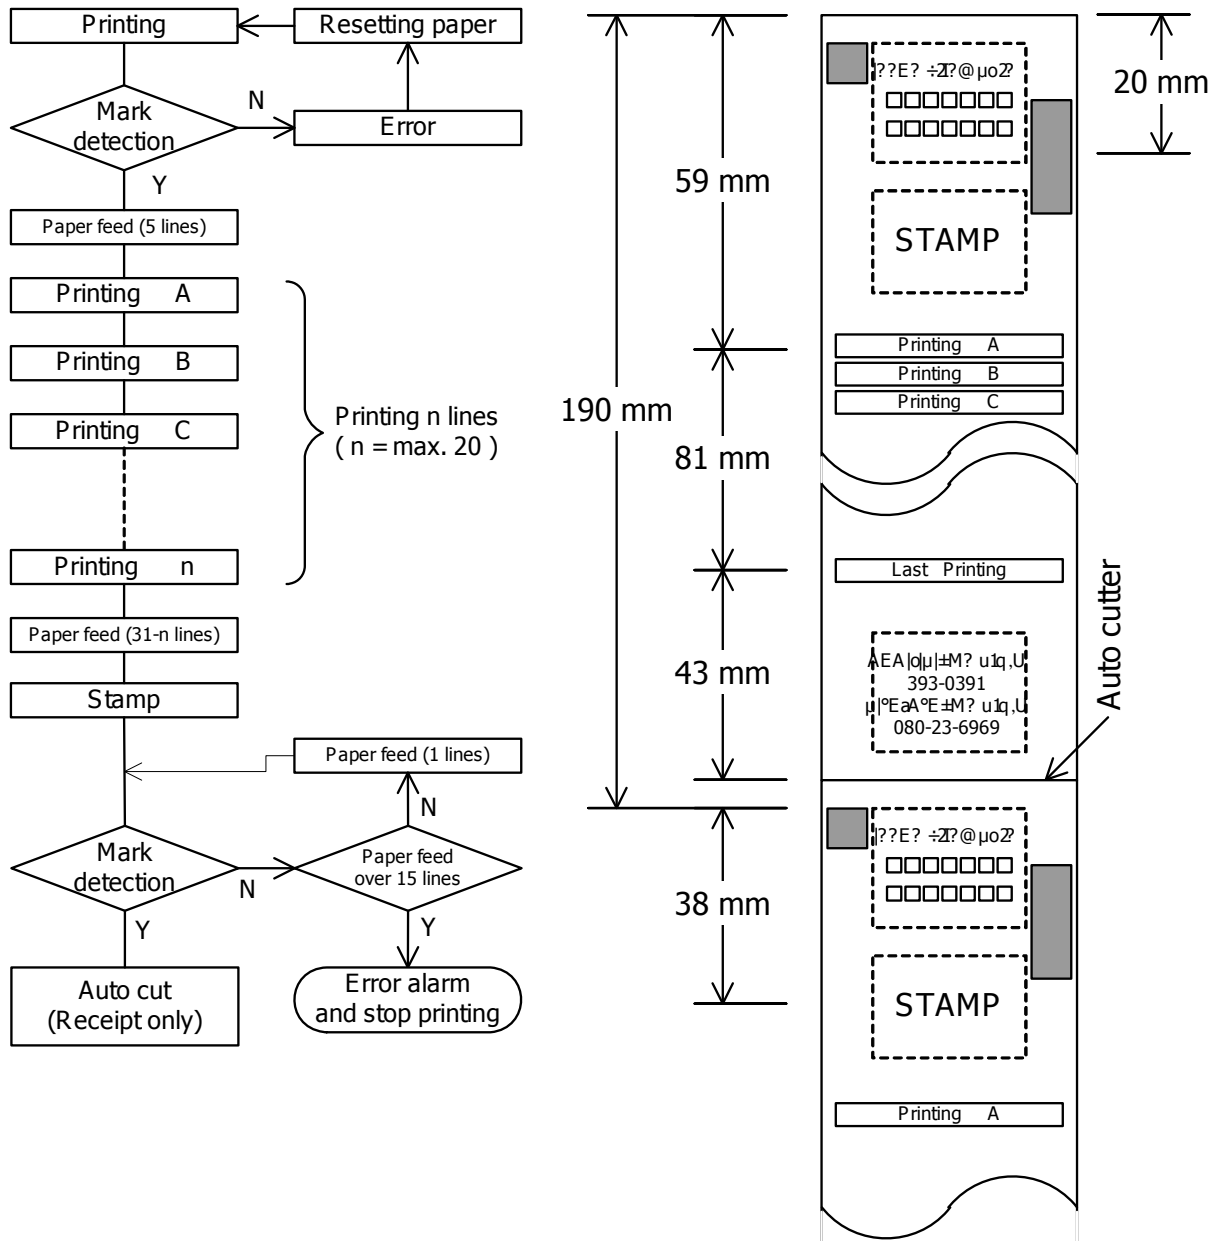 Printing
Resetting paper
Mark
detection
N
Error
Y
Paper feed (5 lines)
Printing A
Printing B
Printing C
Printing n lines
( n = max. 20 )
Printing n
Paper feed (31-n lines)
Stamp
Paper feed (1 lines)
N
Mark
detection
N
Paper feed
over 15 lines
Y
Y
Auto cut
(Receipt only)
Error alarm
and stop printing
190 mm
59 mm
81 mm
43 mm
38 mm
20 mm
STAMP
Printing A
Printing B
Printing C
Last Printing
393-0391
080-23-6969
Auto cutter
STAMP
Printing A